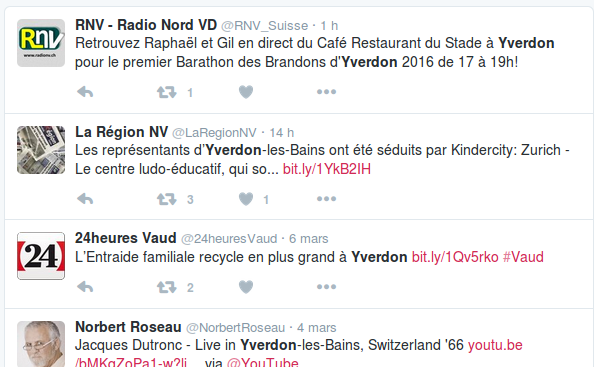 Rnv
www.radionv.ch
RNV - Radio Nord VD @RNV_Suisse · 1 h
Retrouvez Raphaël et Gil en direct du Café Restaurant du Stade à Yverdon
pour le premier Barathon des Brandons d'Yverdon 2016 de 17 à 19h!
1
La Région NV @LaRegionNV · 14 h
Les représentants d'Yverdon-les-Bains ont été séduits par Kindercity: Zurich -
Le centre ludo-éducatif, qui so... bit.ly/1YkB2IH
3 1
24
24heures Vaud @24heuresVaud · 6 mars
L'Entraide familiale recycle en plus grand à Yverdon bit.ly/1Qv5rko #Vaud
2
Norbert Roseau @NorbertRoseau · 4 mars
Jacques Dutronc - Live in Yverdon-les-Bains, Switzerland '66 youtu.be
/bMKgZoPa1-w?li... via @YouTube